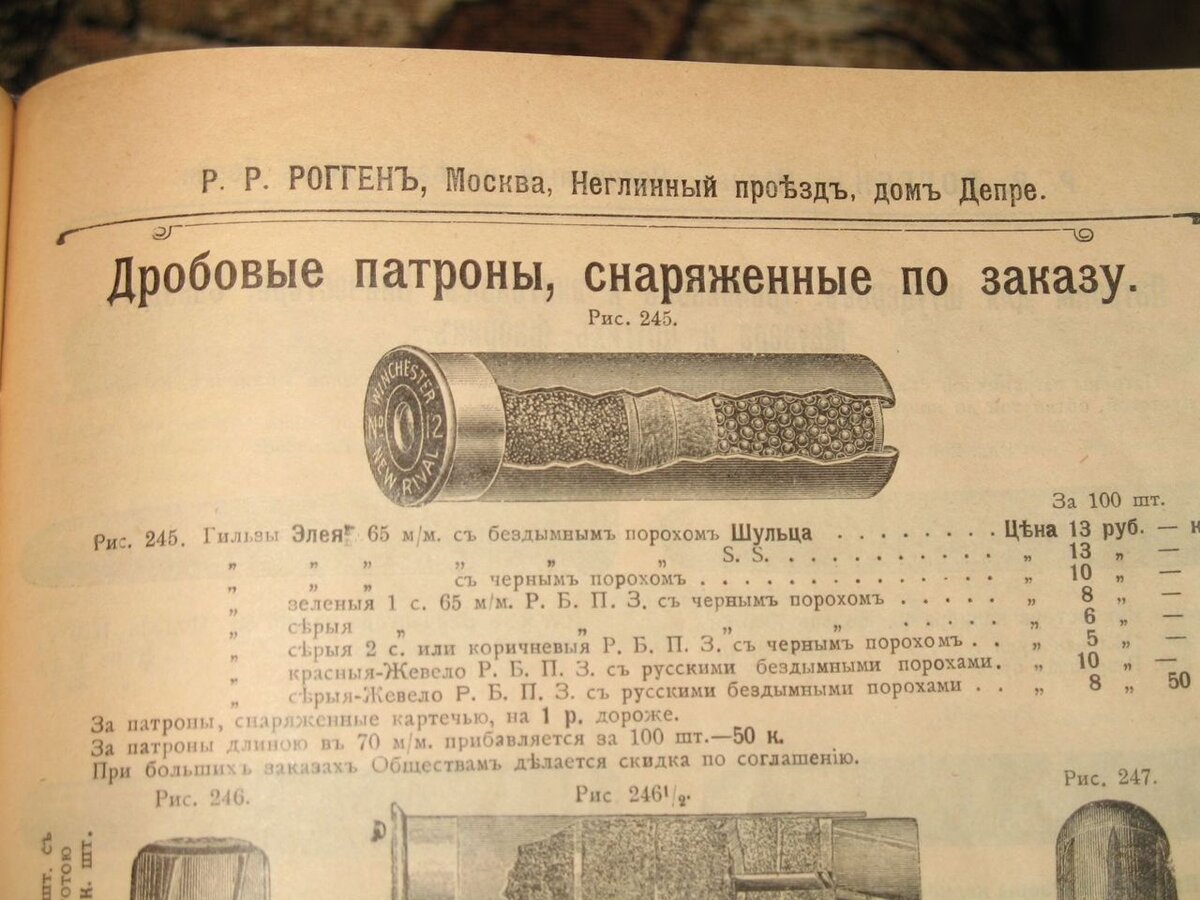 Р. Р. РОГГЕНЪ, Москва, Неглинный проѣздъ, домъ Депре.
Дробовые патроны, снаряженные по заказу.
Рис. 245.
WINCHESTER
№ 2
NEW RIVAL
За 100 шт.
Рис. 245. Гильзы Элея 65 м/м. съ бездымнымъ порохомъ Шульца . . . . . . . . Цѣна 13 руб. — к
„ „ „ „ „ „ S. S. . . . . . . . . . . . „ 13 „ —
„ „ „ съ чернымъ порохомъ . . . . . . . . . . . . . „ 10 „ —
„ зеленыя 1 с. 65 м/м. Р. Б. П. З. съ чернымъ порохомъ . . . . . „ 8 „ —
„ сѣрыя „ „ „ „ . . . . . „ 6 „ —
„ сѣрыя 2 с. или коричневыя Р. Б. П. З. съ чернымъ порохомъ . . „ 5 „ —
„ красныя-Жевело Р. Б. П. З. съ русскими бездымными порохами. „ 10 „ —
„ сѣрыя-Жевело Р. Б. П. З. съ русскими бездымными порохами . . „ 8 „ 50
За патроны, снаряженные картечью, на 1 р. дороже.
За патроны длиною въ 70 м/м. прибавляется за 100 шт.—50 к.
При большихъ заказахъ Обществамъ дѣлается скидка по соглашенію.
Рис. 246.
Рис 246¹/₂.
Рис. 247.
шт. съ
отою
к. шт.